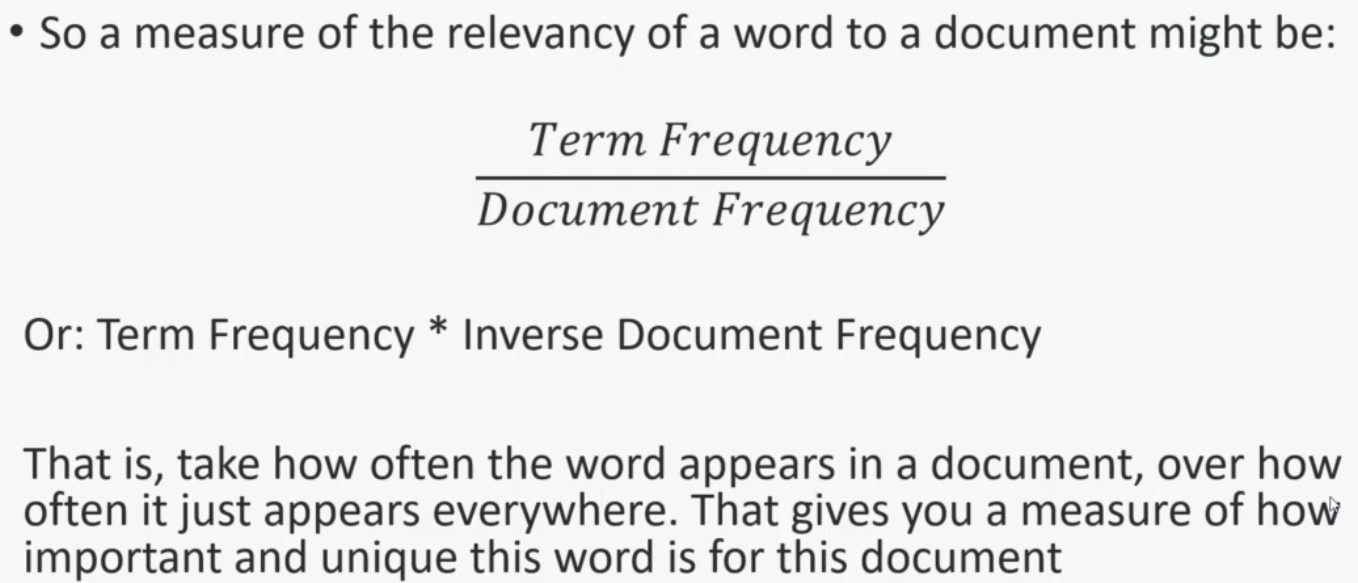 • So a measure of the relevancy of a word to a document might be:
Term Frequency
Document Frequency
Or: Term Frequency * Inverse Document Frequency
That is, take how often the word appears in a document, over how
often it just appears everywhere. That gives you a measure of how
important and unique this word is for this document